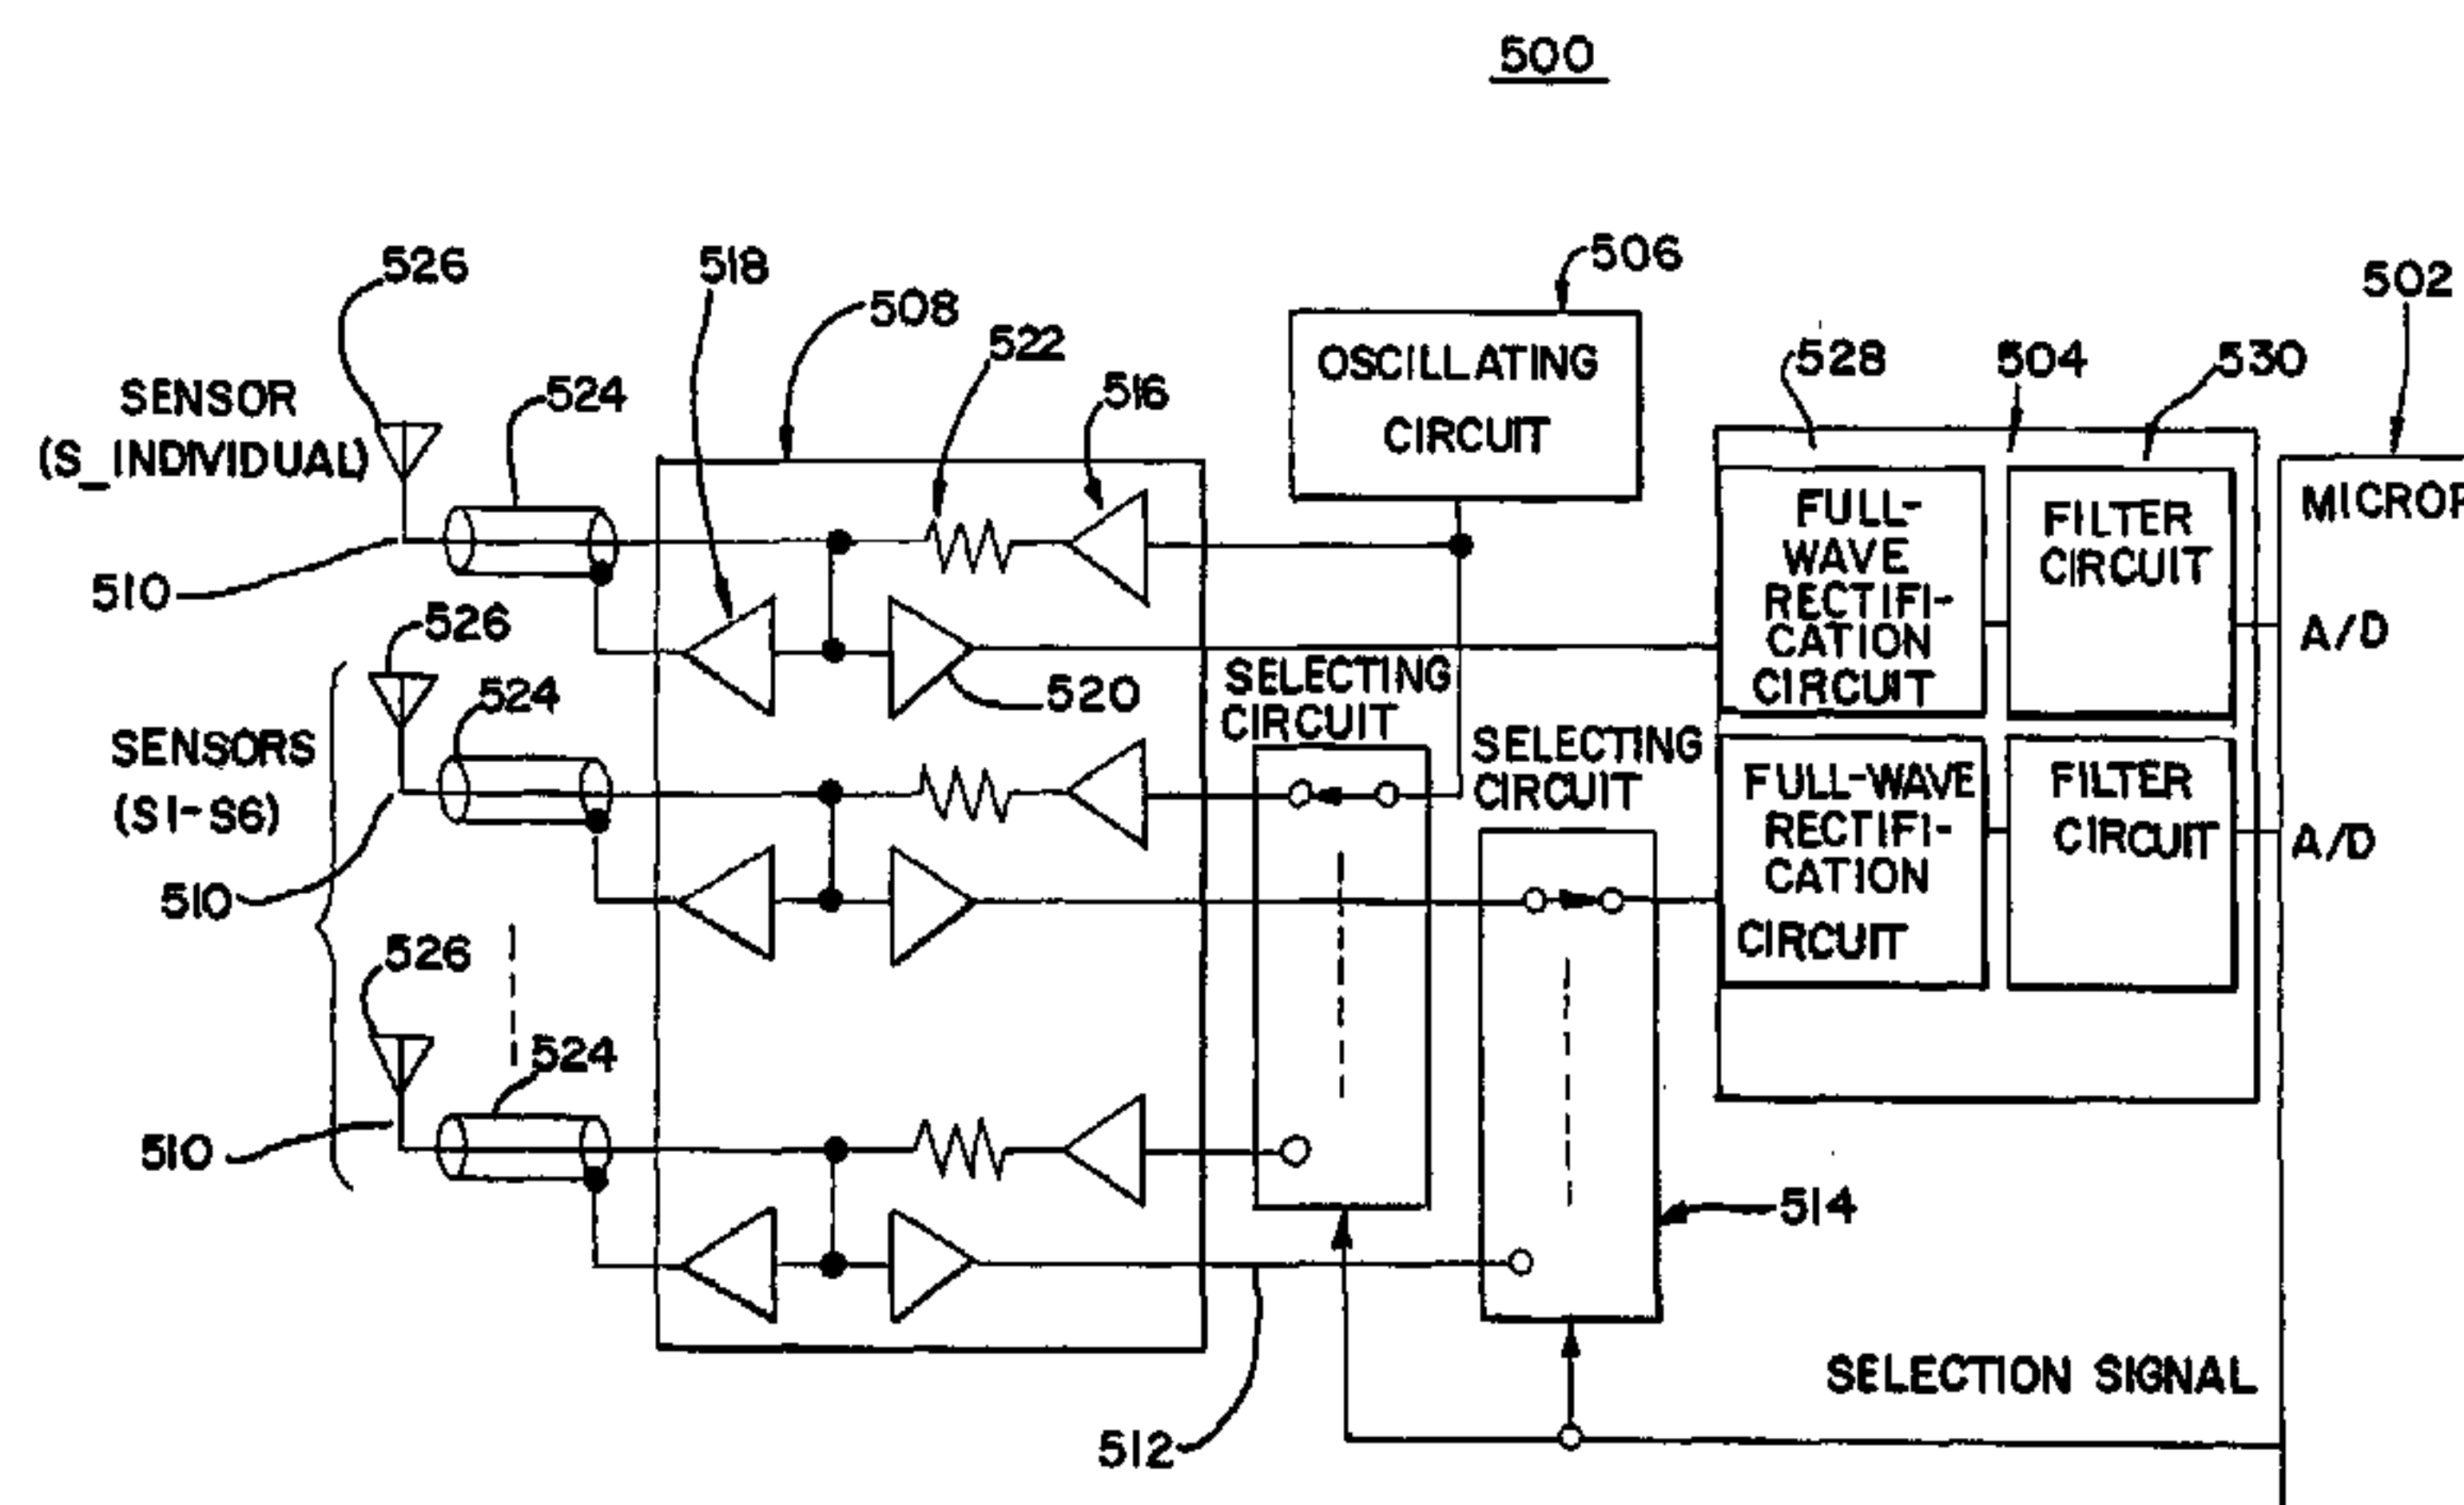 500
506
502
526
518
508
522
516
528
504
530
524
SENSOR
(S_INDIVIDUAL)
OSCILLATING
CIRCUIT
MICROP
FULL-
WAVE
RECTIFI-
CATION
CIRCUIT
FILTER
CIRCUIT
A/D
510
526
524
520
SELECTING
CIRCUIT
SELECTING
CIRCUIT
SENSORS
(S1-S6)
FULL-WAVE
RECTIFI-
CATION
CIRCUIT
FILTER
CIRCUIT
A/D
510
526
524
510
514
SELECTION SIGNAL
512